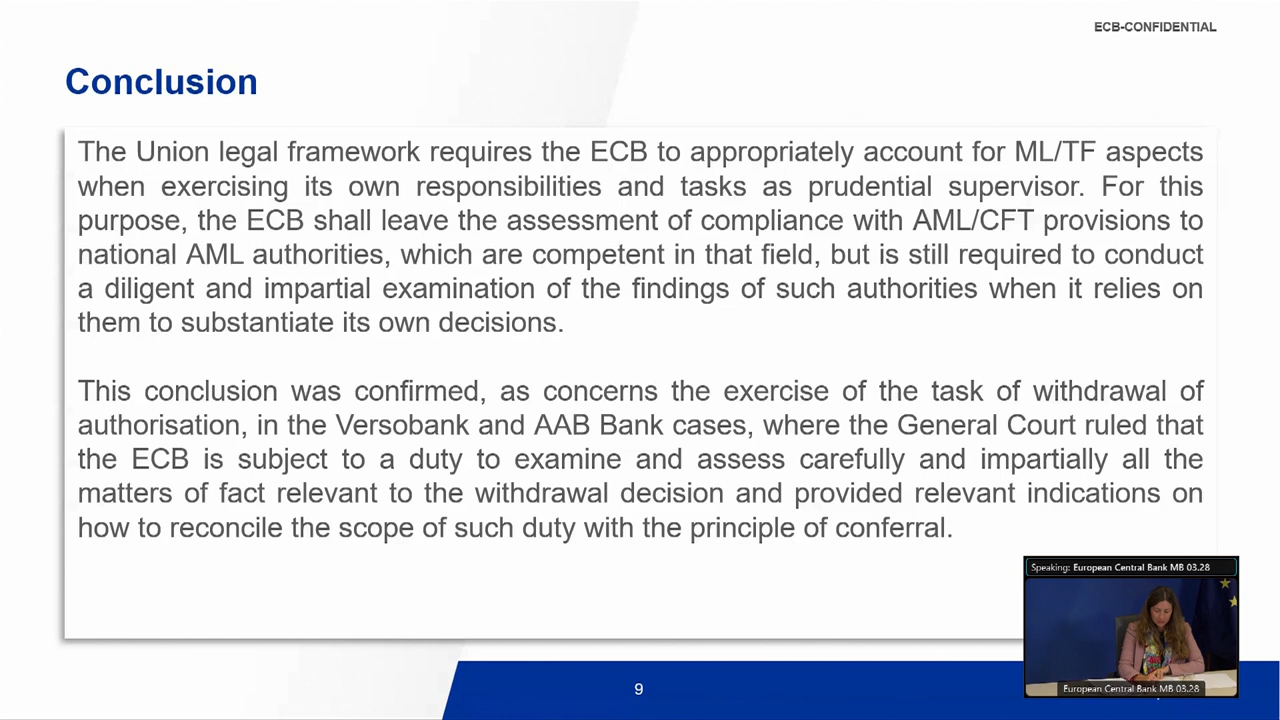 ECB-CONFIDENTIAL
Conclusion
The Union legal framework requires the ECB to appropriately account for ML/TF aspects
when exercising its own responsibilities and tasks as prudential supervisor. For this
purpose, the ECB shall leave the assessment of compliance with AML/CFT provisions to
national AML authorities, which are competent in that field, but is still required to conduct
a diligent and impartial examination of the findings of such authorities when it relies on
them to substantiate its own decisions.
This conclusion was confirmed, as concerns the exercise of the task of withdrawal of
authorisation, in the Versobank and AAB Bank cases, where the General Court ruled that
the ECB is subject to a duty to examine and assess carefully and impartially all the
matters of fact relevant to the withdrawal decision and provided relevant indications on
how to reconcile the scope of such duty with the principle of conferral.
Speaking: European Central Bank MB 03.28
European Central Bank MB 03.28
9